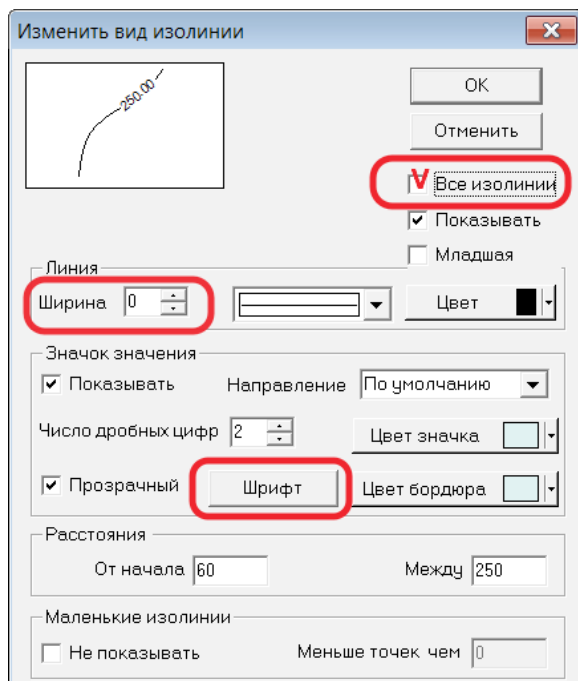 Изменить вид изолинии
250.00
OK
Отменить
Все изолинии
Показывать
Младшая
Линия
Ширина 0 Цвет
Значок значения
Показывать Направление По умолчанию
Число дробных цифр 2 Цвет значка
Прозрачный Шрифт Цвет бордюра
Расстояния
От начала 60 Между 250
Маленькие изолинии
Не показывать Меньше точек чем 0